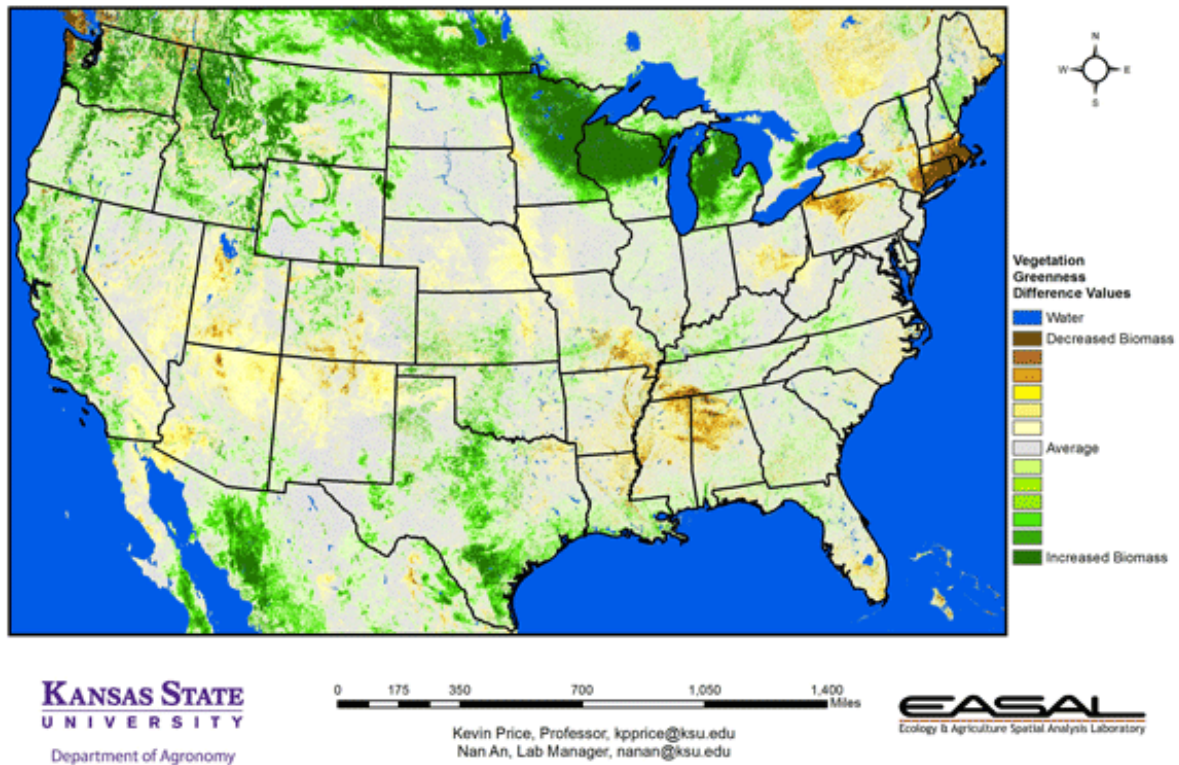 N
W
E
S
Vegetation
Greenness
Difference Values
Water
Decreased Biomass
Average
Increased Biomass
KANSAS STATE
UNIVERSITY
Department of Agronomy
0 175 350 700 1,050 1,400
Miles
Kevin Price, Professor, kpprice@ksu.edu
Nan An, Lab Manager, nanan@ksu.edu
EASAL
Ecology & Agriculture Spatial Analysis Laboratory